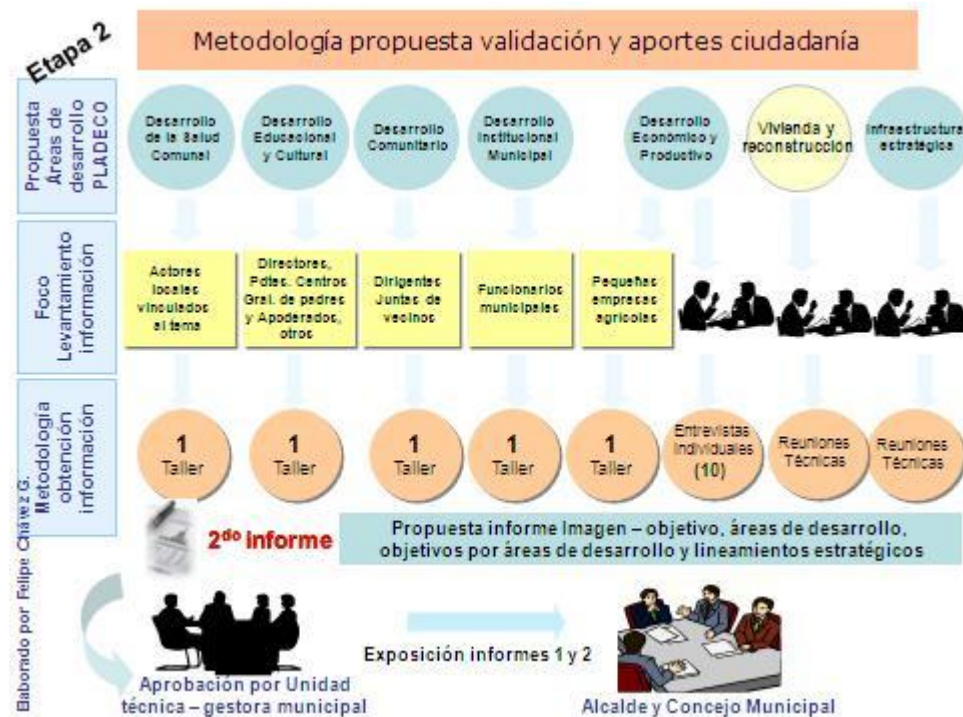 Etapa 2
Metodología propuesta validación y aportes ciudadanía
Propuesta
Áreas de
desarrollo
PLADECO
Desarrollo
de la Salud
Comunal
Desarrollo
Educacional
y Cultural
Desarrollo
Comunitario
Desarrollo
Institucional
Municipal
Desarrollo
Económico y
Productivo
Vivienda y
reconstrucción
Infraestructura
estratégica
Foco
Levantamiento
información
Actores
locales
vinculados
al tema
Directores,
Pdtes. Centros
Gral. de padres
y Apoderados,
otros
Dirigentes
Juntas de
vecinos
Funcionarios
municipales
Pequeñas
empresas
agrícolas
Metodología
obtención
información
1
Taller
1
Taller
1
Taller
1
Taller
1
Taller
Entrevistas
Individuales
(10)
Reuniones
Técnicas
Reuniones
Técnicas
2do informe
Propuesta informe Imagen – objetivo, áreas de desarrollo,
objetivos por áreas de desarrollo y lineamientos estratégicos
Exposición informes 1 y 2
Aprobación por Unidad
técnica – gestora municipal
Alcalde y Concejo Municipal
Elaborado por Felipe Chávez G.